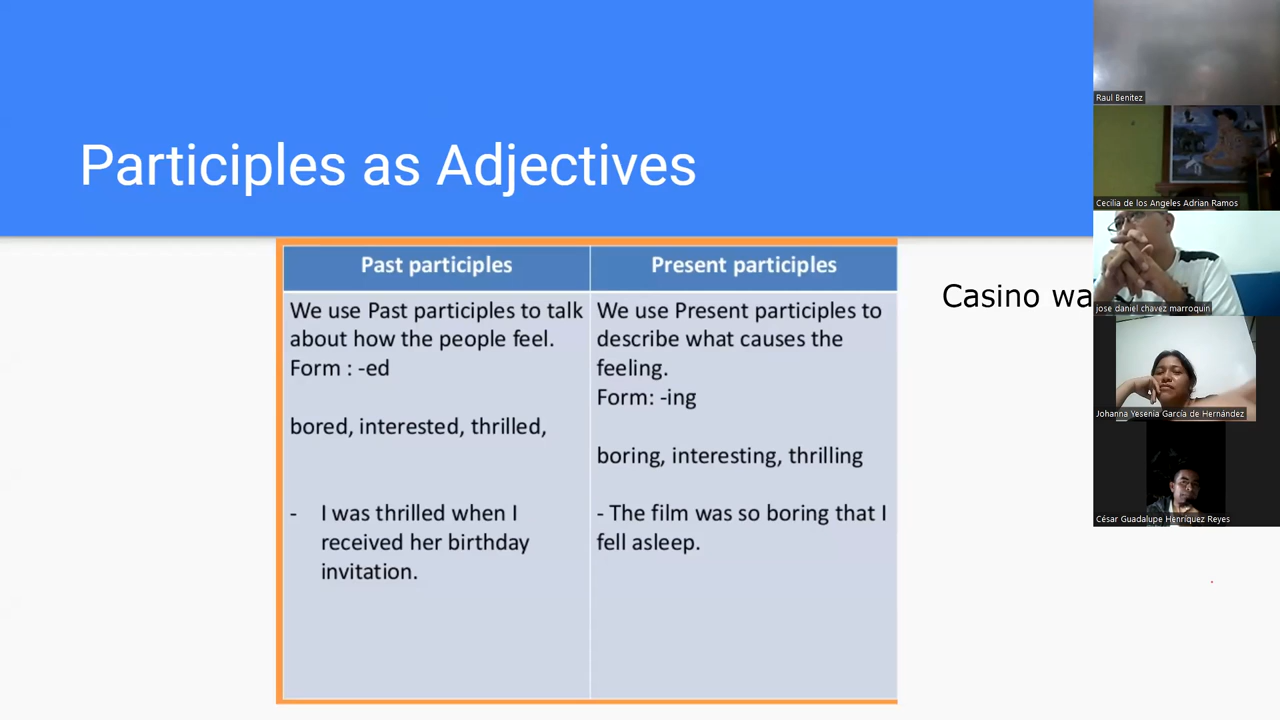 Participles as Adjectives
Past participles
We use Past participles to talk
about how the people feel.
Form : -ed
bored, interested, thrilled,
- I was thrilled when I
received her birthday
invitation.
Present participles
We use Present participles to
describe what causes the
feeling.
Form: -ing
boring, interesting, thrilling
- The film was so boring that I
fell asleep.
Casino wa
Raul Benitez
Cecilia de los Angeles Adrian Ramos
jose daniel chavez marroquin
Johanna Yesenia García de Hernández
César Guadalupe Henríquez Reyes